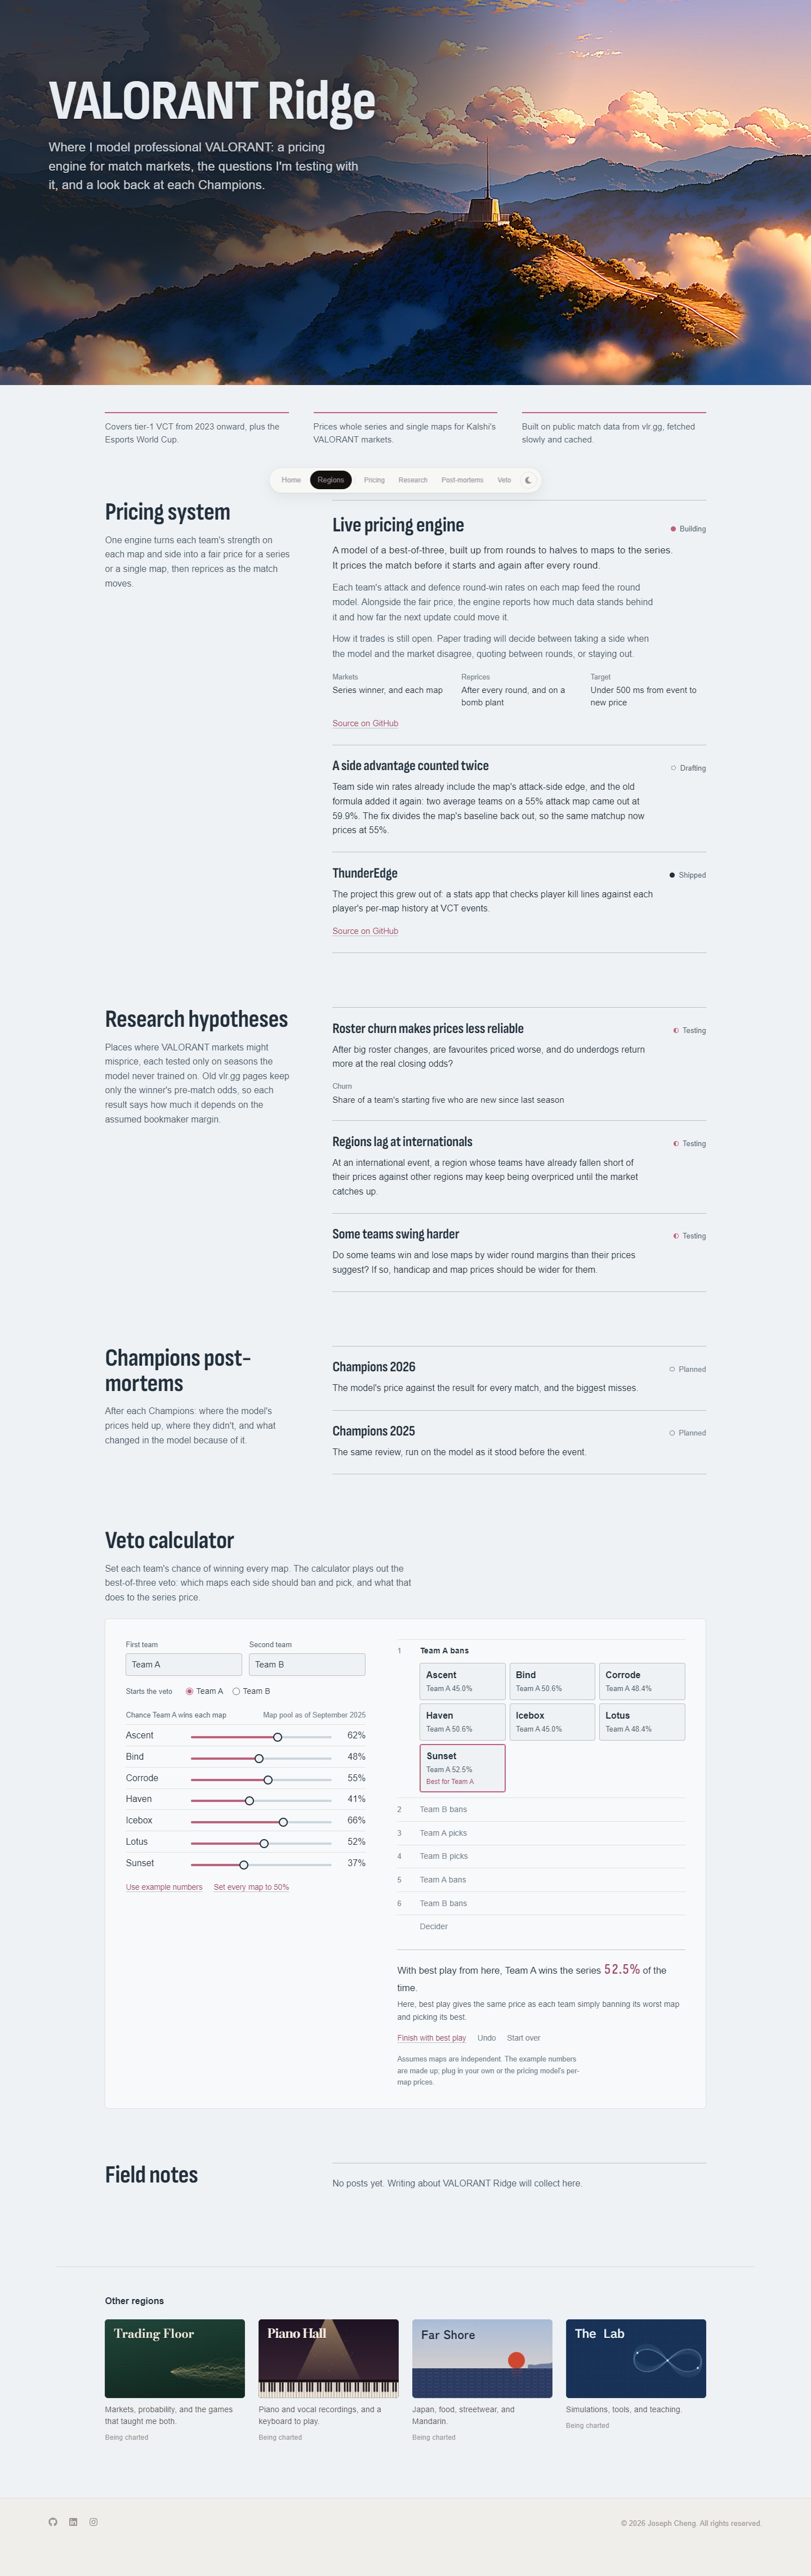 VALORANT Ridge
Where I model professional VALORANT: a pricing
engine for match markets, the questions I'm testing with
it, and a look back at each Champions.
Covers tier-1 VCT from 2023 onward, plus the
Esports World Cup.
Prices whole series and single maps for Kalshi's
VALORANT markets.
Built on public match data from vlr.gg, fetched
slowly and cached.
Home
Regions
Pricing
Research
Post-mortems
Veto
Pricing system
One engine turns each team's strength on
each map and side into a fair price for a series
or a single map, then reprices as the match
moves.
Live pricing engine
Building
A model of a best-of-three, built up from rounds to halves to maps to the series.
It prices the match before it starts and again after every round.
Each team's attack and defence round-win rates on each map feed the round
model. Alongside the fair price, the engine reports how much data stands behind
it and how far the next update could move it.
How it trades is still open. Paper trading will decide between taking a side when
the model and the market disagree, quoting between rounds, or staying out.
Markets
Series winner, and each map
Reprices
After every round, and on a
bomb plant
Target
Under 500 ms from event to
new price
Source on GitHub
A side advantage counted twice
Drafting
Team side win rates already include the map's attack-side edge, and the old
formula added it again: two average teams on a 55% attack map came out at
59.9%. The fix divides the map's baseline back out, so the same matchup now
prices at 55%.
ThunderEdge
Shipped
The project this grew out of: a stats app that checks player kill lines against each
player's per-map history at VCT events.
Source on GitHub
Research hypotheses
Places where VALORANT markets might
misprice, each tested only on seasons the
model never trained on. Old vlr.gg pages keep
only the winner's pre-match odds, so each
result says how much it depends on the
assumed bookmaker margin.
Roster churn makes prices less reliable
Testing
After big roster changes, are favourites priced worse, and do underdogs return
more at the real closing odds?
Churn
Share of a team's starting five who are new since last season
Regions lag at internationals
Testing
At an international event, a region whose teams have already fallen short of
their prices against other regions may keep being overpriced until the market
catches up.
Some teams swing harder
Testing
Do some teams win and lose maps by wider round margins than their prices
suggest? If so, handicap and map prices should be wider for them.
Champions post-
mortems
After each Champions: where the model's
prices held up, where they didn't, and what
changed in the model because of it.
Champions 2026
Planned
The model's price against the result for every match, and the biggest misses.
Champions 2025
Planned
The same review, run on the model as it stood before the event.
Veto calculator
Set each team's chance of winning every map. The calculator plays out the
best-of-three veto: which maps each side should ban and pick, and what that
does to the series price.
First team
Second team
Team A
Team B
Starts the veto
Team A
Team B
Chance Team A wins each map
Map pool as of September 2025
Ascent 62%
Bind 48%
Corrode 55%
Haven 41%
Icebox 66%
Lotus 52%
Sunset 37%
Use example numbers
Set every map to 50%
1 Team A bans
Ascent
Team A 45.0%
Bind
Team A 50.6%
Corrode
Team A 48.4%
Haven
Team A 50.6%
Icebox
Team A 45.0%
Lotus
Team A 48.4%
Sunset
Team A 52.5%
Best for Team A
2 Team B bans
3 Team A picks
4 Team B picks
5 Team A bans
6 Team B bans
Decider
With best play from here, Team A wins the series 52.5% of the
time.
Here, best play gives the same price as each team simply banning its worst map
and picking its best.
Finish with best play
Undo
Start over
Assumes maps are independent. The example numbers
are made up; plug in your own or the pricing model's per-
map prices.
Field notes
No posts yet. Writing about VALORANT Ridge will collect here.
Other regions
Trading Floor
Markets, probability, and the games
that taught me both.
Being charted
Piano Hall
Piano and vocal recordings, and a
keyboard to play.
Being charted
Far Shore
Japan, food, streetwear, and
Mandarin.
Being charted
The Lab
Simulations, tools, and teaching.
Being charted
© 2026 Joseph Cheng. All rights reserved.